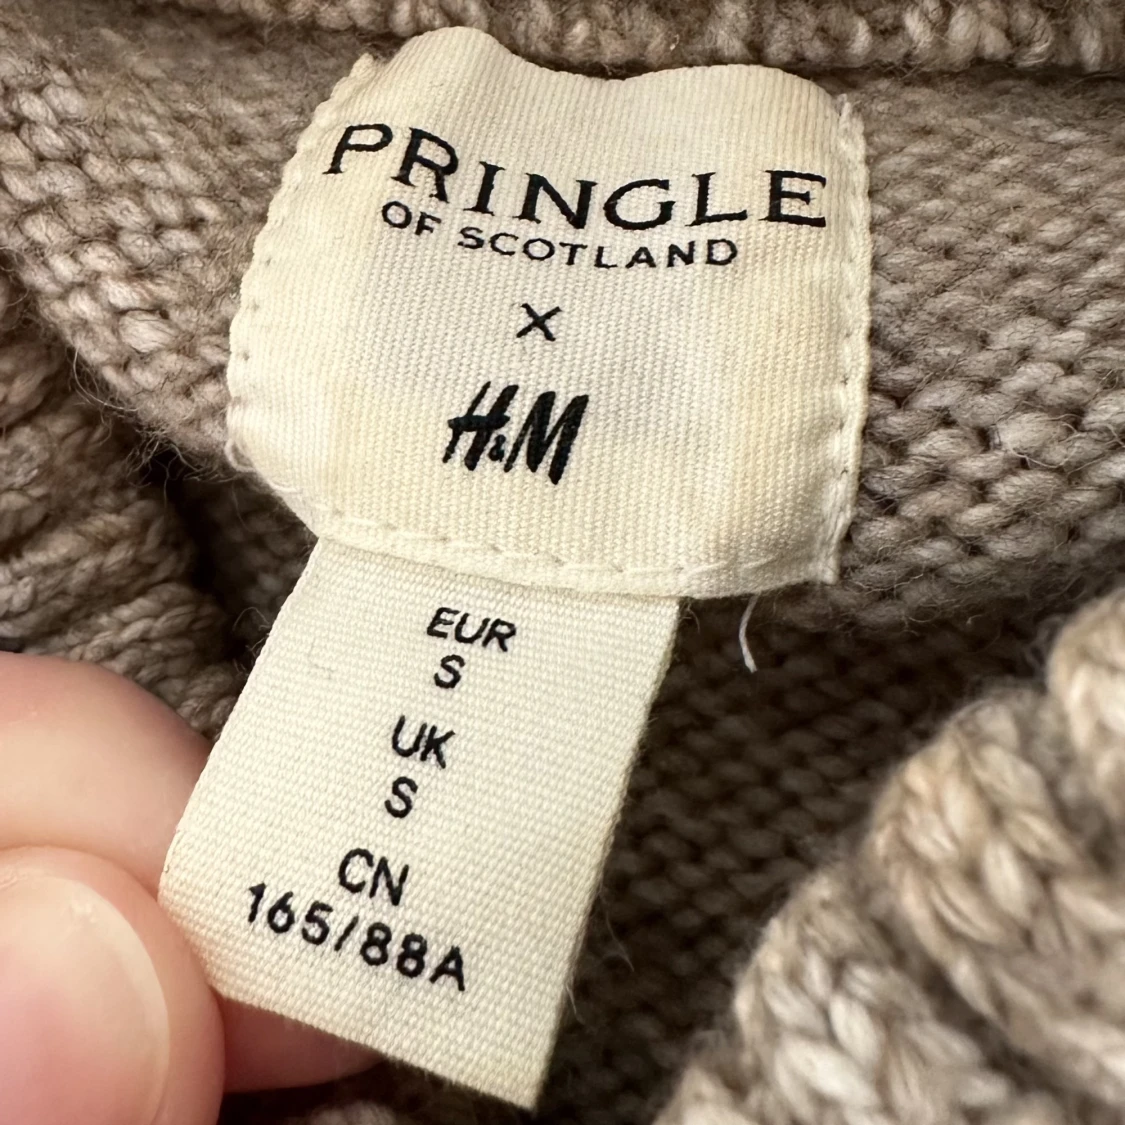 PRINGLE
OF SCOTLAND
X
H&M
EUR
S
UK
S
CN
165/88A